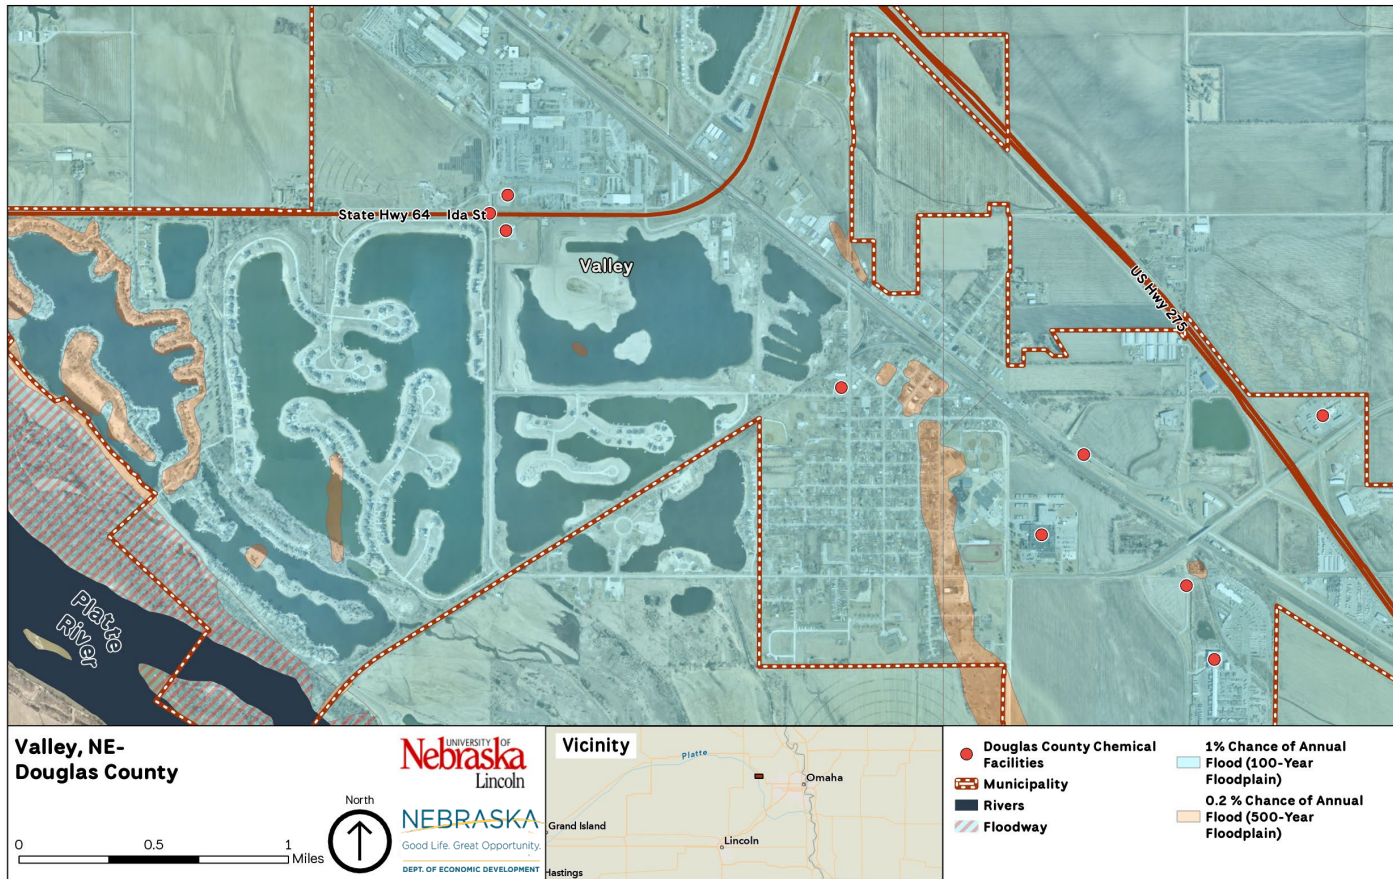 State Hwy 64 Ida St
Valley
US Hwy 275
Platte
River
Valley, NE-
Douglas County
0 0.5 1 Miles
North
UNIVERSITY OF
Nebraska
Lincoln
NEBRASKA
Good Life. Great Opportunity.
DEPT. OF ECONOMIC DEVELOPMENT
Vicinity
Platte
Omaha
Grand Island
Lincoln
Hastings
Douglas County Chemical
Facilities
Municipality
Rivers
Floodway
1% Chance of Annual
Flood (100-Year
Floodplain)
0.2 % Chance of Annual
Flood (500-Year
Floodplain)